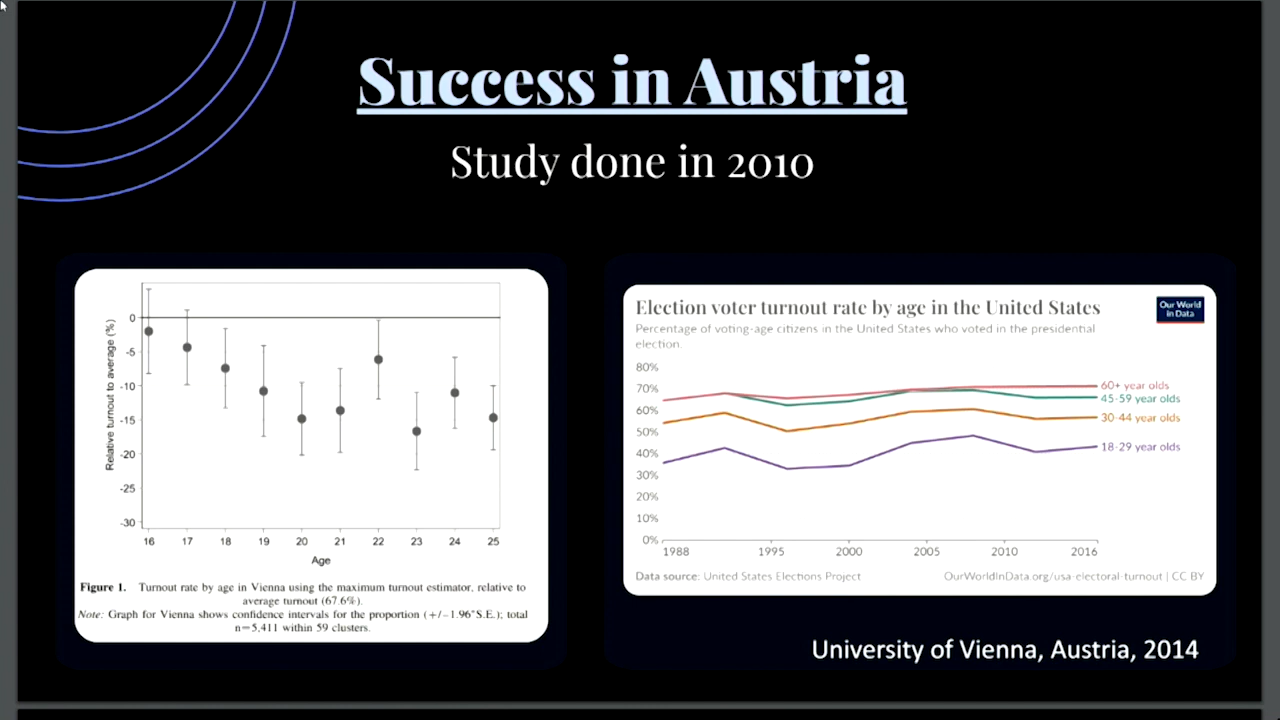 Success in Austria
Study done in 2010
Relative turnout to average (%)
0
-5
-10
-15
-20
-25
-30
16 17 18 19 20 21 22 23 24 25
Age
Figure 1. Turnout rate by age in Vienna using the maximum turnout estimator, relative to
average turnout (67.6%).
Note: Graph for Vienna shows confidence intervals for the proportion (+/−1.96*S.E.); total
n=5,411 within 59 clusters.
Election voter turnout rate by age in the United States
Our World
in Data
Percentage of voting-age citizens in the United States who voted in the presidential
election.
80%
70%
60%
50%
40%
30%
20%
10%
0%
60+ year olds
45-59 year olds
30-44 year olds
18-29 year olds
1988 1995 2000 2005 2010 2016
Data source: United States Elections Project
OurWorldInData.org/usa-electoral-turnout | CC BY
University of Vienna, Austria, 2014